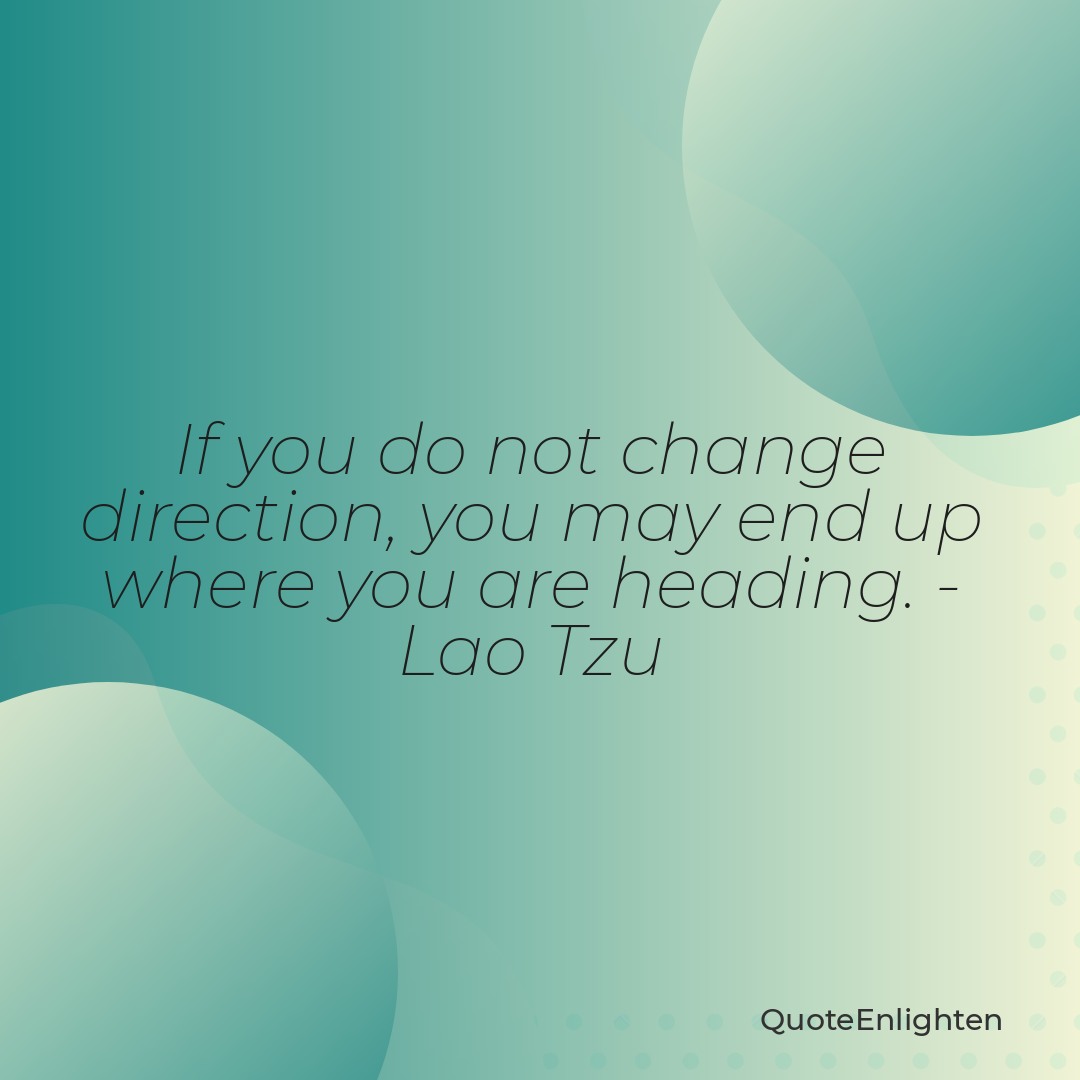 If you do not change
direction, you may end up
where you are heading. -
Lao Tzu
QuoteEnlighten